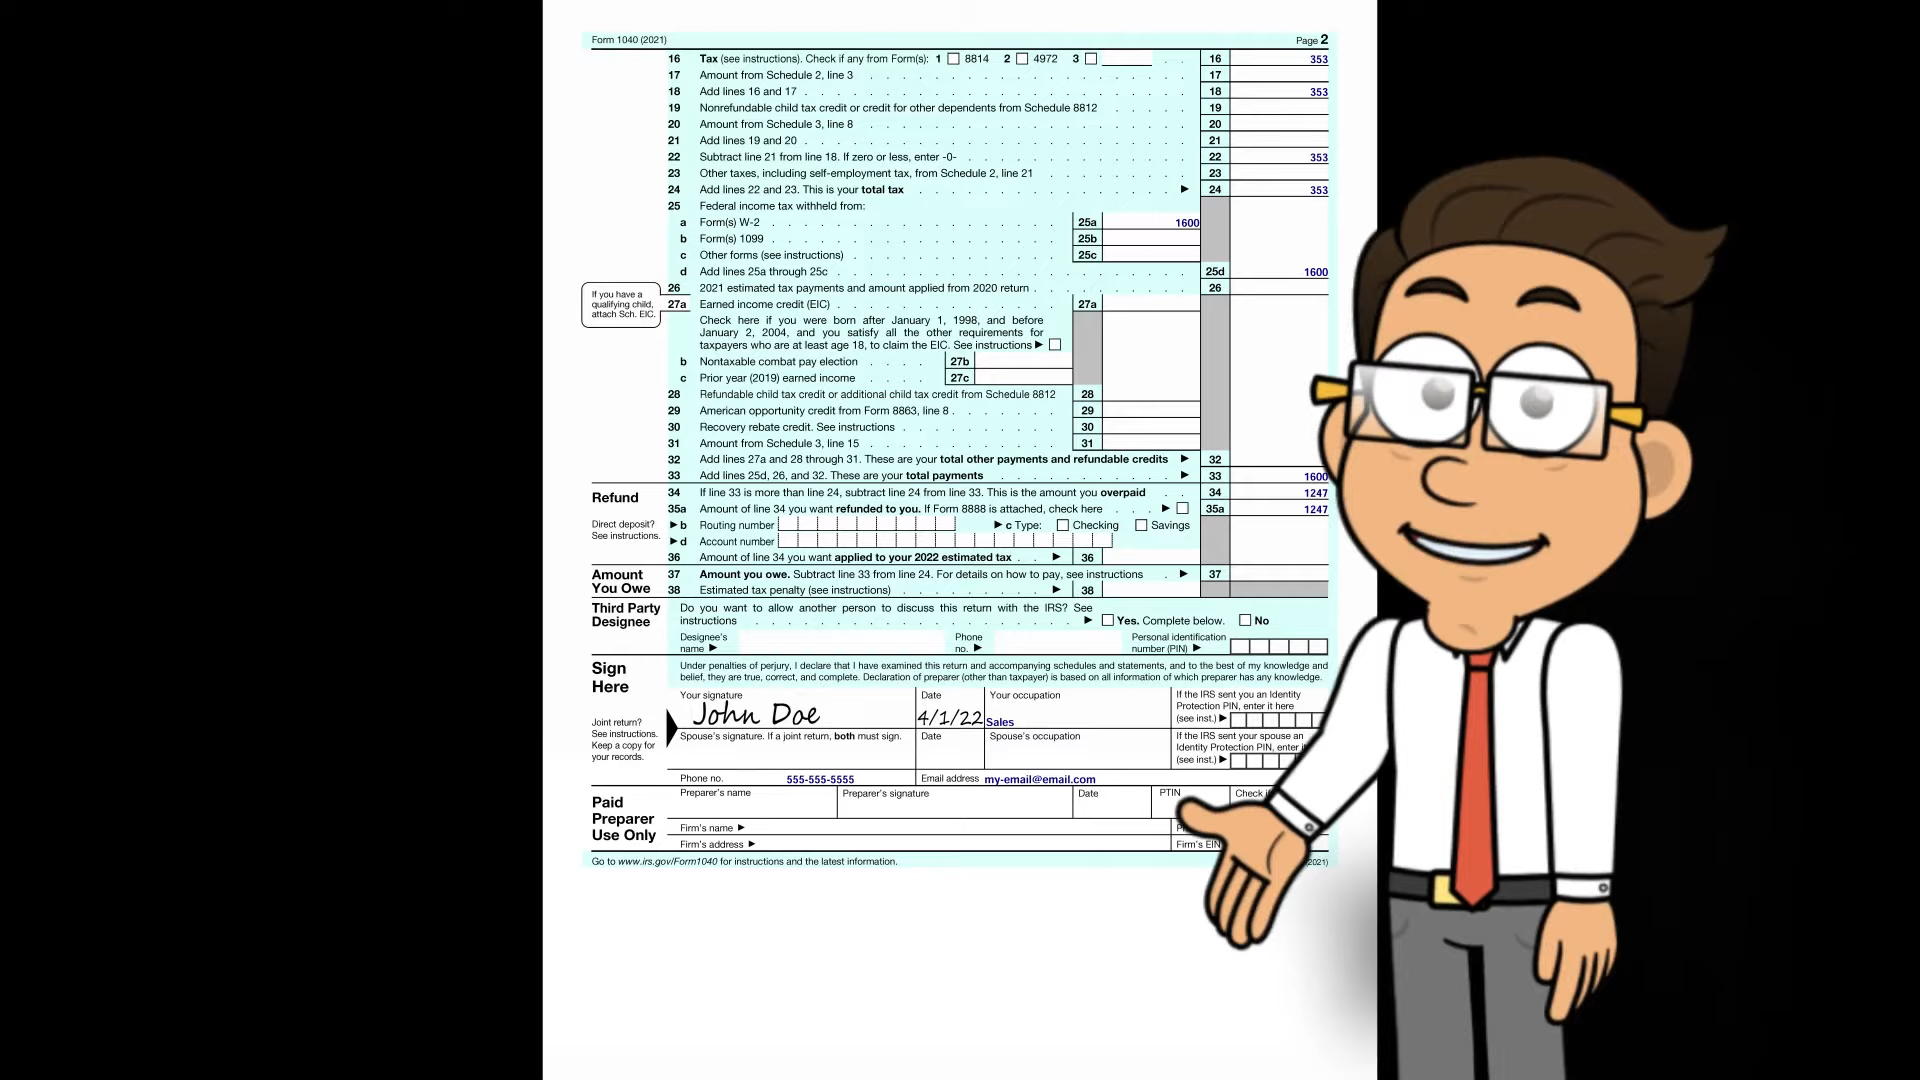 Form 1040 (2021) Page 2
16 Tax (see instructions). Check if any from Form(s): 1 8814 2 4972 3 16 353
17 Amount from Schedule 2, line 3 17
18 Add lines 16 and 17 18 353
19 Nonrefundable child tax credit or credit for other dependents from Schedule 8812 19
20 Amount from Schedule 3, line 8 20
21 Add lines 19 and 20 21
22 Subtract line 21 from line 18. If zero or less, enter -0- 22 353
23 Other taxes, including self-employment tax, from Schedule 2, line 21 23
24 Add lines 22 and 23. This is your total tax 24 353
25 Federal income tax withheld from:
a Form(s) W-2 25a 1600
b Form(s) 1099 25b
c Other forms (see instructions) 25c
d Add lines 25a through 25c 25d 1600
26 2021 estimated tax payments and amount applied from 2020 return 26
If you have a
qualifying child,
attach Sch. EIC.
27a Earned income credit (EIC) 27a
Check here if you were born after January 1, 1998, and before
January 2, 2004, and you satisfy all the other requirements for
taxpayers who are at least age 18, to claim the EIC. See instructions
b Nontaxable combat pay election 27b
c Prior year (2019) earned income 27c
28 Refundable child tax credit or additional child tax credit from Schedule 8812 28
29 American opportunity credit from Form 8863, line 8 29
30 Recovery rebate credit. See instructions 30
31 Amount from Schedule 3, line 15 31
32 Add lines 27a and 28 through 31. These are your total other payments and refundable credits 32
33 Add lines 25d, 26, and 32. These are your total payments 33 1600
Refund
34 If line 33 is more than line 24, subtract line 24 from line 33. This is the amount you overpaid 34 1247
35a Amount of line 34 you want refunded to you. If Form 8888 is attached, check here 35a 1247
Direct deposit?
See instructions.
b Routing number c Type: Checking Savings
d Account number
36 Amount of line 34 you want applied to your 2022 estimated tax 36
Amount
You Owe
37 Amount you owe. Subtract line 33 from line 24. For details on how to pay, see instructions 37
38 Estimated tax penalty (see instructions) 38
Third Party
Designee
Do you want to allow another person to discuss this return with the IRS? See
instructions Yes. Complete below. No
Designee's
name
Phone
no.
Personal identification
number (PIN)
Sign
Here
Under penalties of perjury, I declare that I have examined this return and accompanying schedules and statements, and to the best of my knowledge and
belief, they are true, correct, and complete. Declaration of preparer (other than taxpayer) is based on all information of which preparer has any knowledge.
Joint return?
See instructions.
Keep a copy for
your records.
Your signature
John Doe
Date
4/1/22
Your occupation
Sales
If the IRS sent you an Identity
Protection PIN, enter it here
(see inst.)
Spouse's signature. If a joint return, both must sign.
Date
Spouse's occupation
If the IRS sent your spouse an
Identity Protection PIN, enter
(see inst.)
Phone no. 555-555-5555
Email address my-email@email.com
Paid
Preparer
Use Only
Preparer's name
Preparer's signature
Date
PTIN
Check
Firm's name
Firm's address
Firm's EIN
Go to www.irs.gov/Form1040 for instructions and the latest information.
2021)